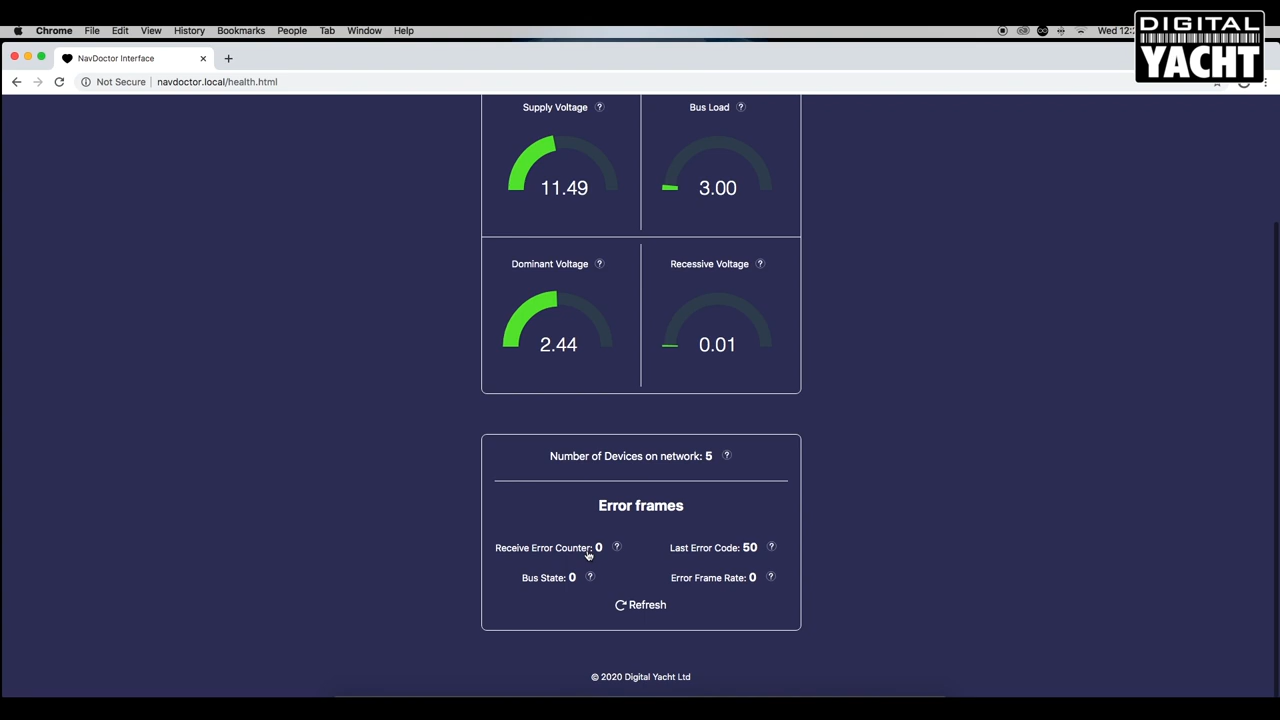 Chrome File Edit View History Bookmarks People Tab Window Help
Wed 12:
DIGITAL
YACHT
NavDoctor Interface
Not Secure navdoctor.local/health.html
Supply Voltage ? Bus Load ?
11.49 3.00
Dominant Voltage ? Recessive Voltage ?
2.44 0.01
Number of Devices on network: 5 ?
Error frames
Receive Error Counter: 0 ? Last Error Code: 50 ?
Bus State: 0 ? Error Frame Rate: 0 ?
Refresh
© 2020 Digital Yacht Ltd